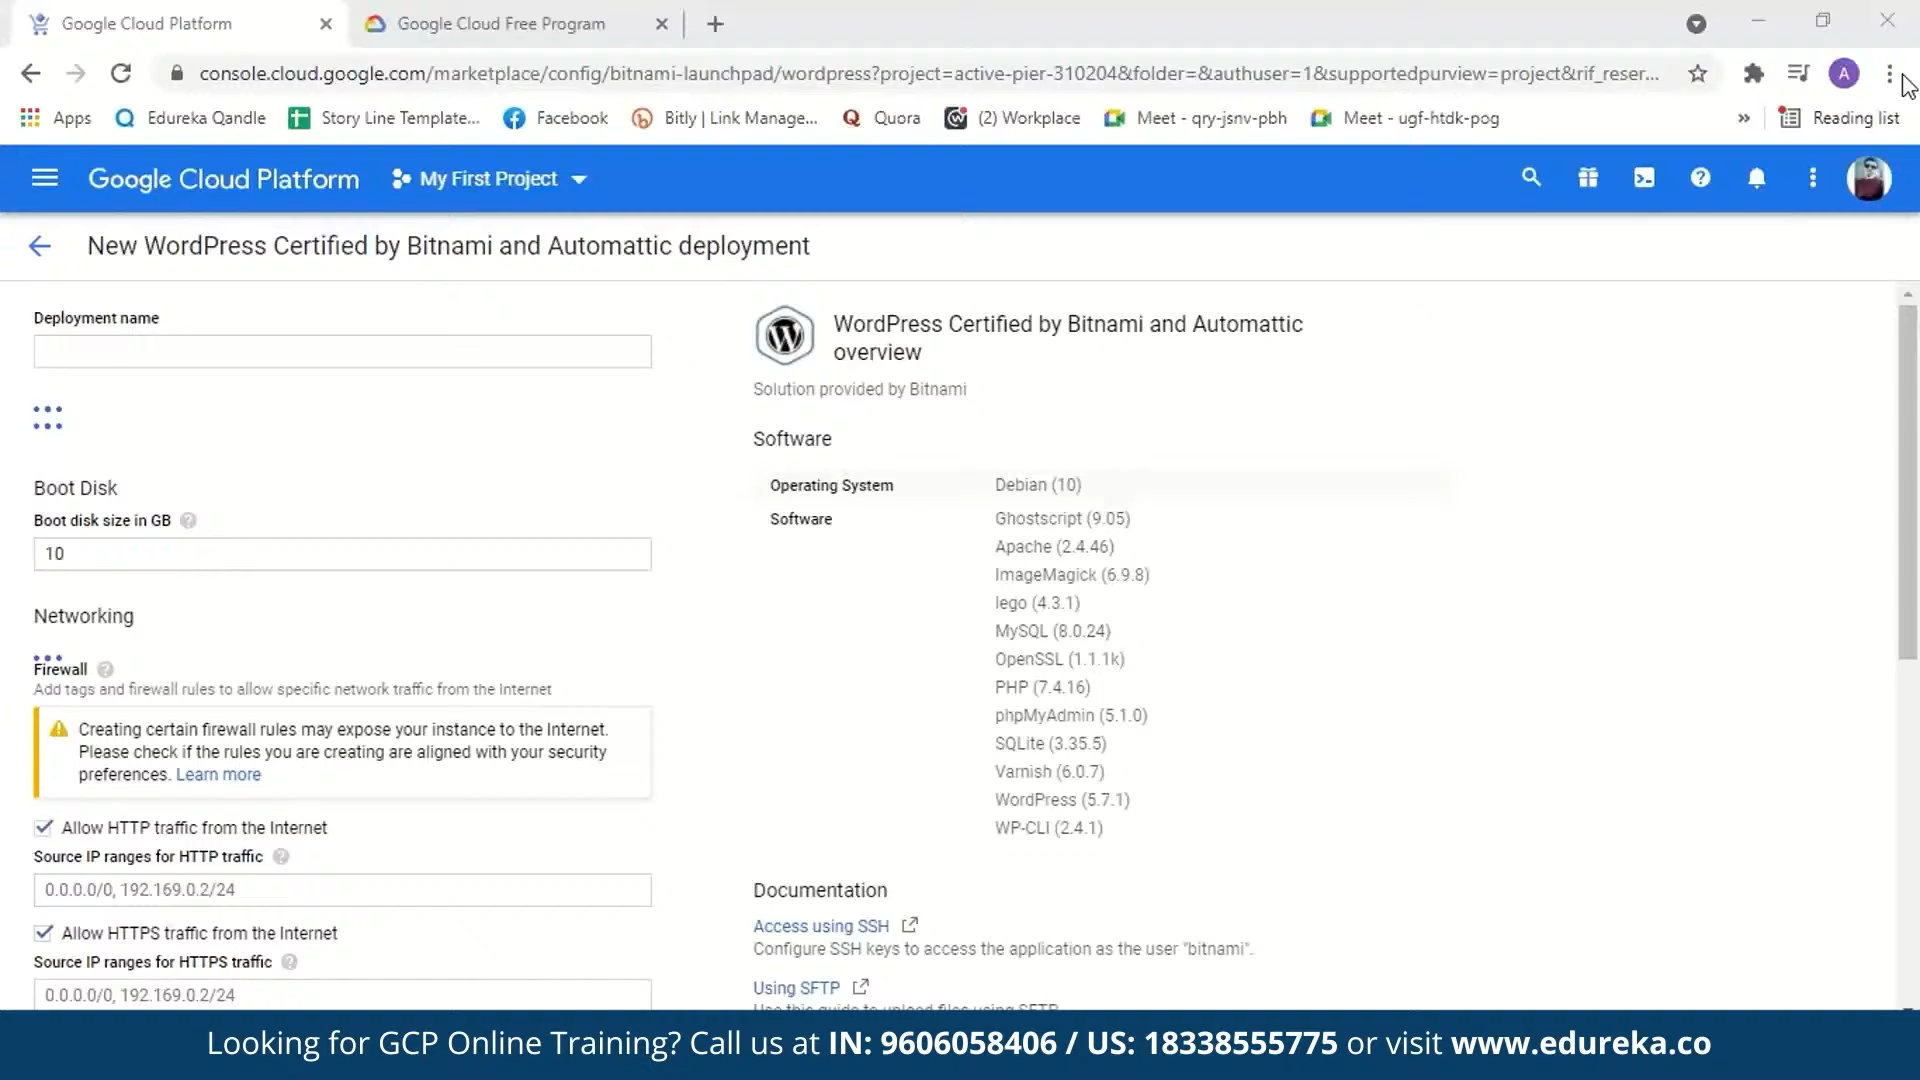 Google Cloud Platform
Google Cloud Free Program
console.cloud.google.com/marketplace/config/bitnami-launchpad/wordpress?project=active-pier-310204&folder=&authuser=1&supportedpurview=project&rif_reser...
A
Apps
Edureka Qandle
Story Line Template...
Facebook
Bitly | Link Manage...
Quora
(2) Workplace
Meet - qry-jsnv-pbh
Meet - ugf-htdk-pog
»
Reading list
Google Cloud Platform
My First Project
New WordPress Certified by Bitnami and Automattic deployment
Deployment name
Boot Disk
Boot disk size in GB
10
Networking
Firewall
Add tags and firewall rules to allow specific network traffic from the Internet
Creating certain firewall rules may expose your instance to the Internet.
Please check if the rules you are creating are aligned with your security
preferences. Learn more
Allow HTTP traffic from the Internet
Source IP ranges for HTTP traffic
0.0.0.0/0, 192.169.0.2/24
Allow HTTPS traffic from the Internet
Source IP ranges for HTTPS traffic
0.0.0.0/0, 192.169.0.2/24
WordPress Certified by Bitnami and Automattic
overview
Solution provided by Bitnami
Software
Operating System Debian (10)
Software Ghostscript (9.05)
Apache (2.4.46)
ImageMagick (6.9.8)
lego (4.3.1)
MySQL (8.0.24)
OpenSSL (1.1.1k)
PHP (7.4.16)
phpMyAdmin (5.1.0)
SQLite (3.35.5)
Varnish (6.0.7)
WordPress (5.7.1)
WP-CLI (2.4.1)
Documentation
Access using SSH
Configure SSH keys to access the application as the user "bitnami".
Using SFTP
Use this guide to upload files using SFTP
Looking for GCP Online Training? Call us at IN: 9606058406 / US: 18338555775 or visit www.edureka.co